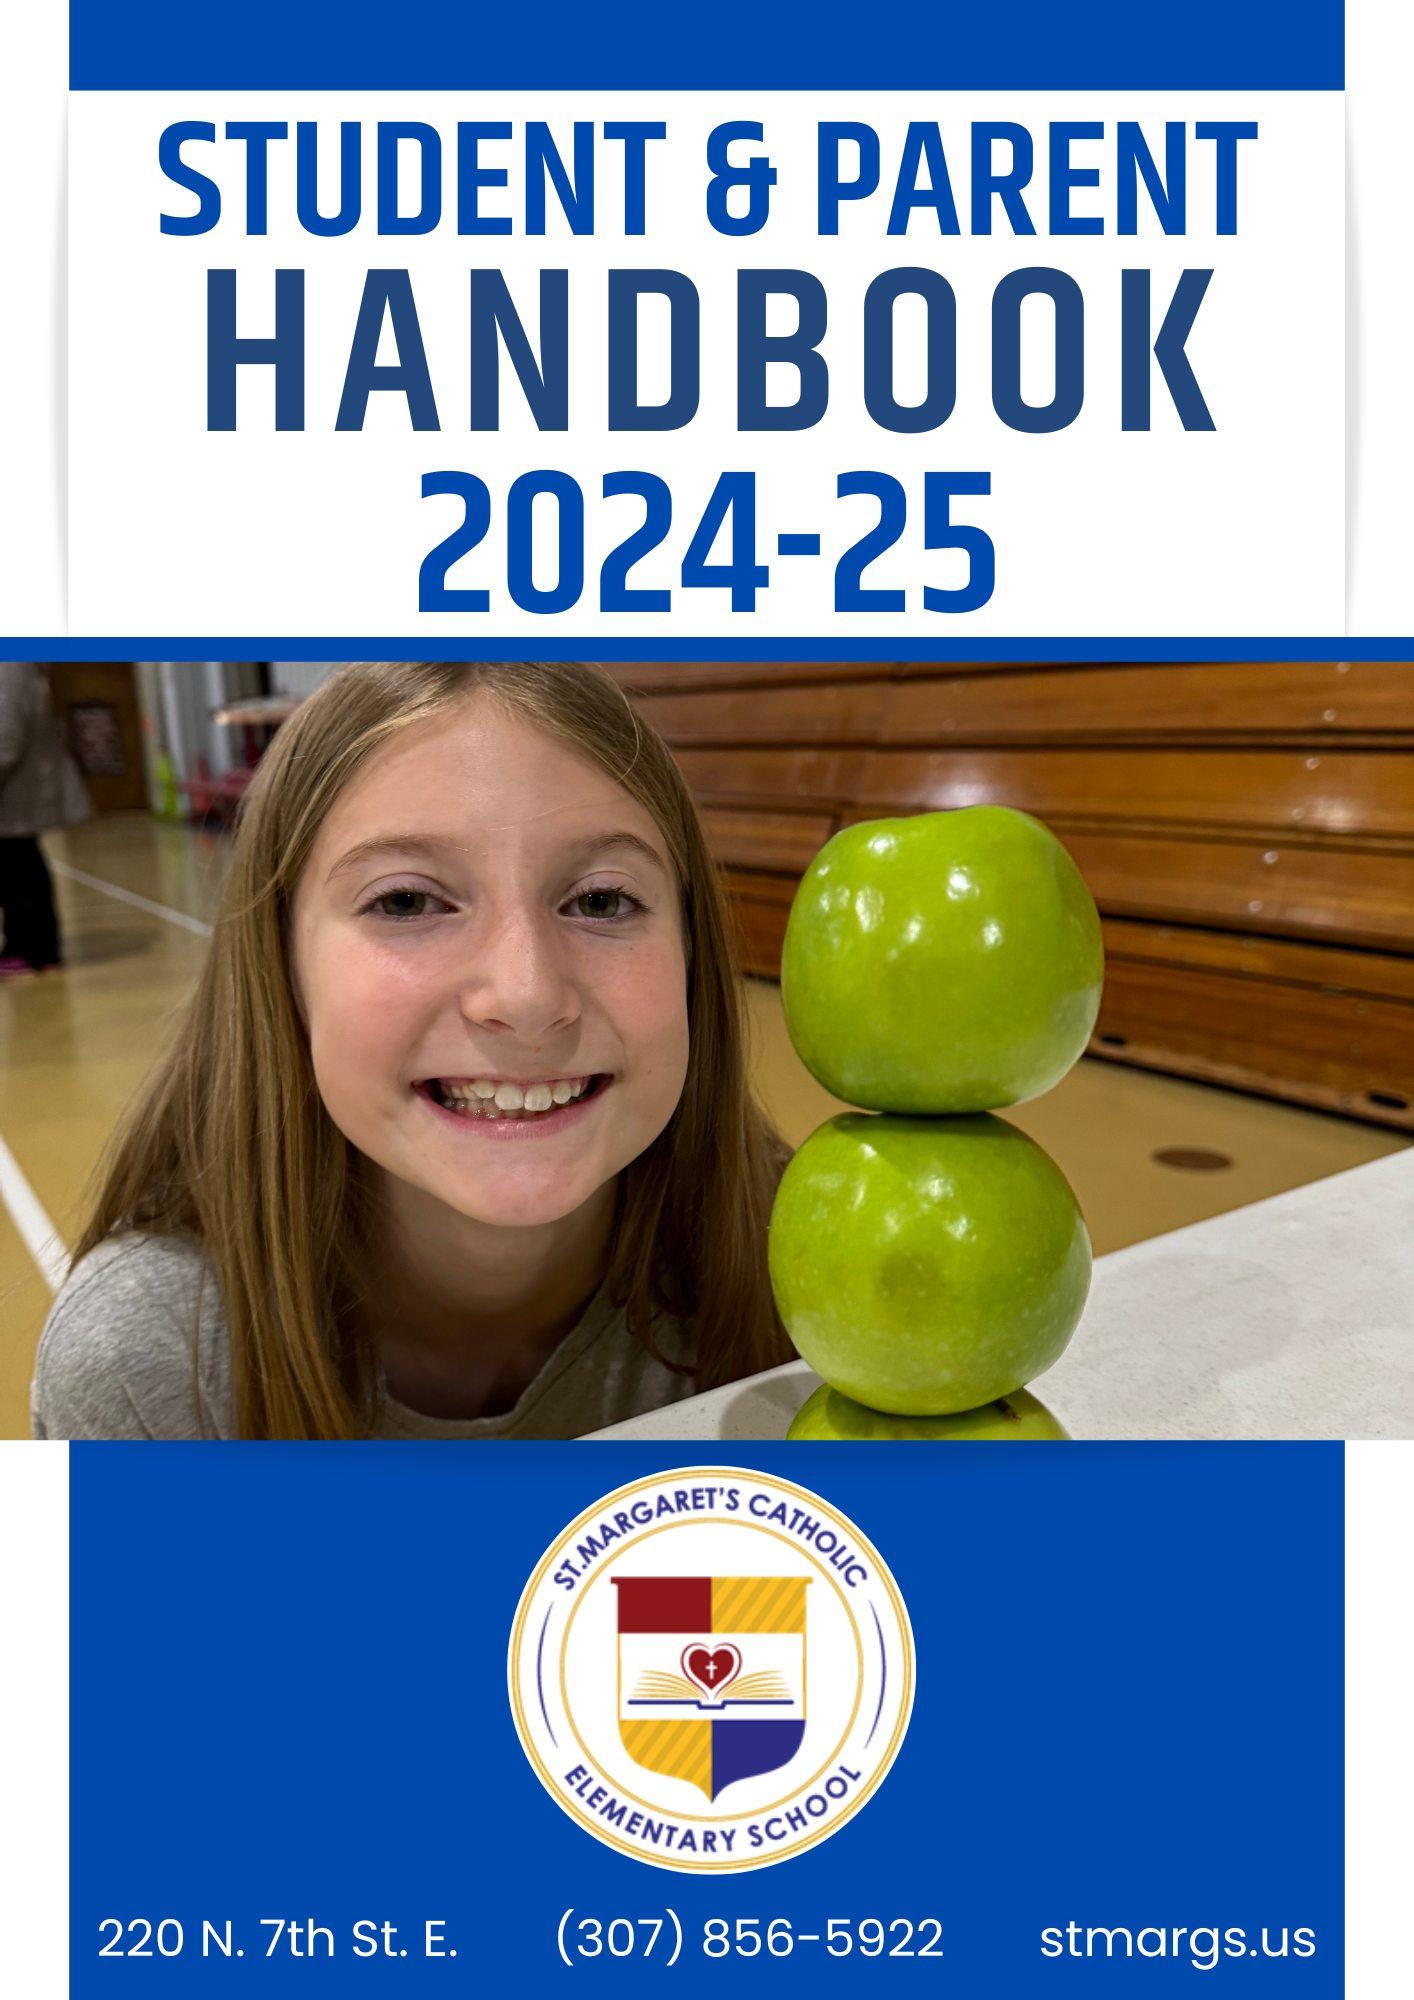 STUDENT & PARENT
HANDBOOK
2024-25
ST.MARGARET'S CATHOLIC
ELEMENTARY SCHOOL
220 N. 7th St. E. (307) 856-5922 stmargs.us